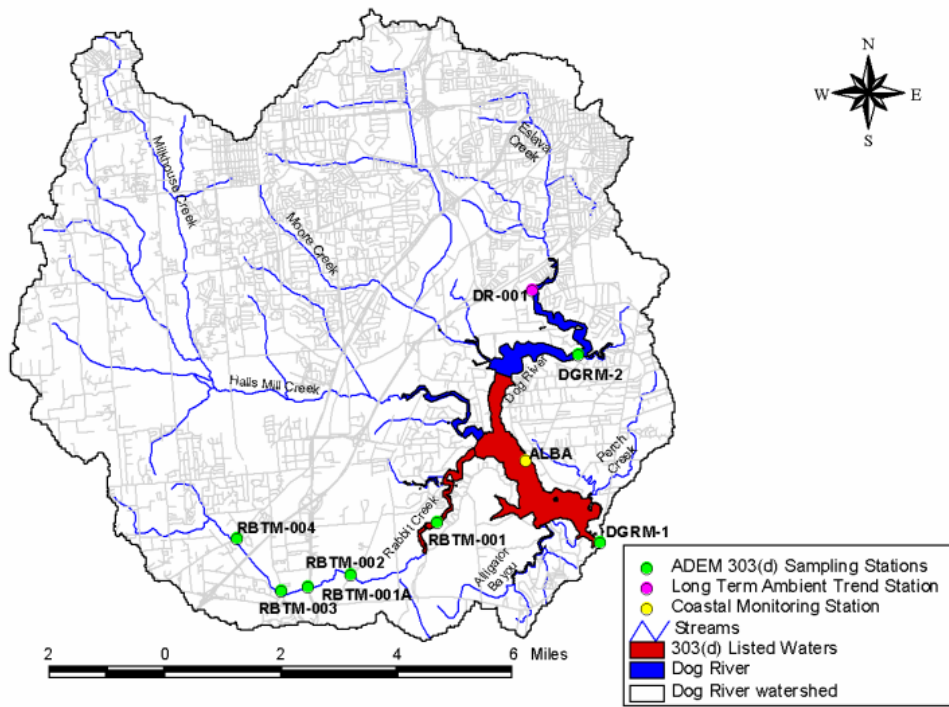 N
W E
S
Eslava
Creek
Milkhouse Creek
Moore Creek
DR-001
DGRM-2
Dog River
Halls Mill Creek
Perch
Creek
ALBA
Rabbit Creek
RBTM-004
RBTM-001
DGRM-1
RBTM-002
Alligator
Bayou
RBTM-001A
RBTM-003
ADEM 303(d) Sampling Stations
Long Term Ambient Trend Station
Coastal Monitoring Station
Streams
303(d) Listed Waters
Dog River
Dog River watershed
2 0 2 4 6 Miles